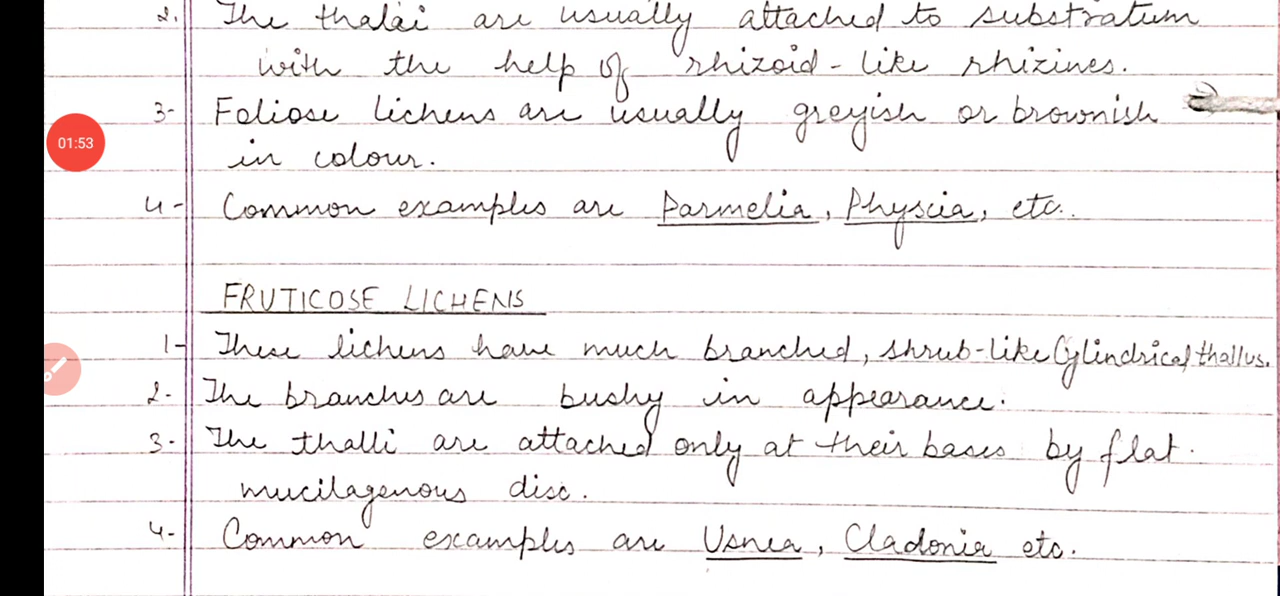 2. The thalai are usually attached to substratum
with the help of rhizoid-like rhizines.
3- Foliose lichens are usually greyish or brownish
01:53
in colour.
4- Common examples are Parmelia, Physcia, etc.
FRUTICOSE LICHENS
1- These lichens have much branched, shrub-like Cylindrical thallus.
2- The branches are bushy in appearance.
3- The thalli are attached only at their bases by flat.
mucilagenous disc.
4- Common examples are Usnea, Cladonia etc.